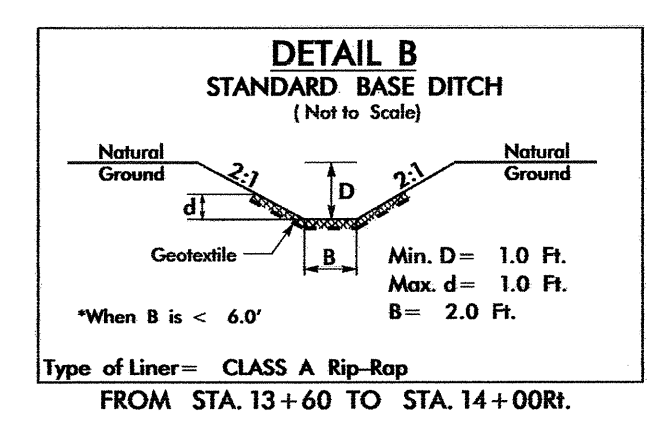 DETAIL B
STANDARD BASE DITCH
( Not to Scale)
Natural
Ground
2:1
D
2:1
Natural
Ground
d
Geotextile
B
Min. D= 1.0 Ft.
Max. d= 1.0 Ft.
B= 2.0 Ft.
*When B is < 6.0'
Type of Liner= CLASS A Rip-Rap
FROM STA. 13+60 TO STA. 14+00Rt.